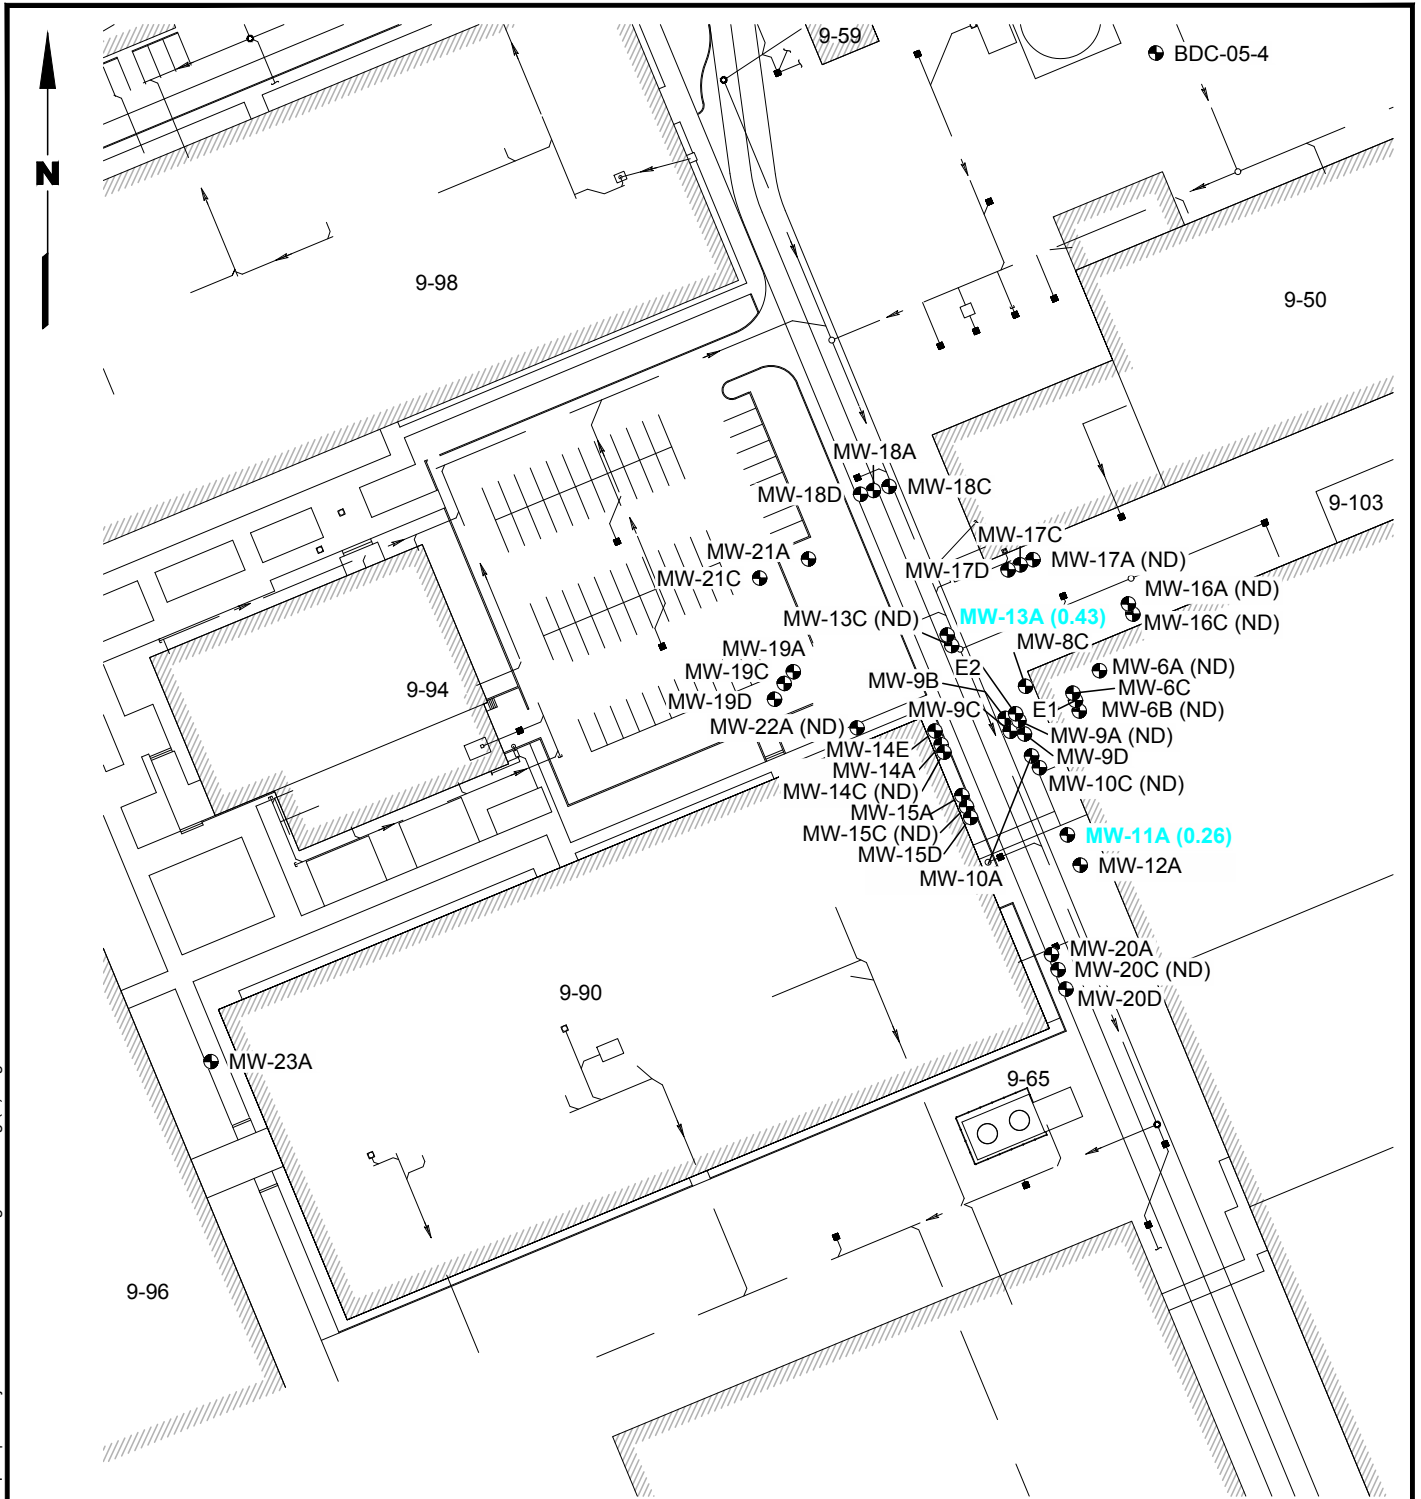 9-59
BDC-05-4
N
9-98
9-50
MW-18A
MW-18D
MW-18C
9-103
MW-17C
MW-21A
MW-17A (ND)
MW-17D
MW-21C
MW-16A (ND)
MW-13C (ND)
MW-13A (0.43)
MW-16C (ND)
MW-8C
MW-19A
E2
MW-6A (ND)
MW-19C
MW-9B
MW-6C
9-94
MW-19D
MW-9C
E1
MW-6B (ND)
MW-22A (ND)
MW-9A (ND)
MW-14E
MW-9D
MW-14A
MW-10C (ND)
MW-14C (ND)
MW-15A
MW-15C (ND)
MW-11A (0.26)
MW-15D
MW-12A
MW-10A
MW-20A
MW-20C (ND)
9-90
MW-20D
MW-23A
9-65
9-96